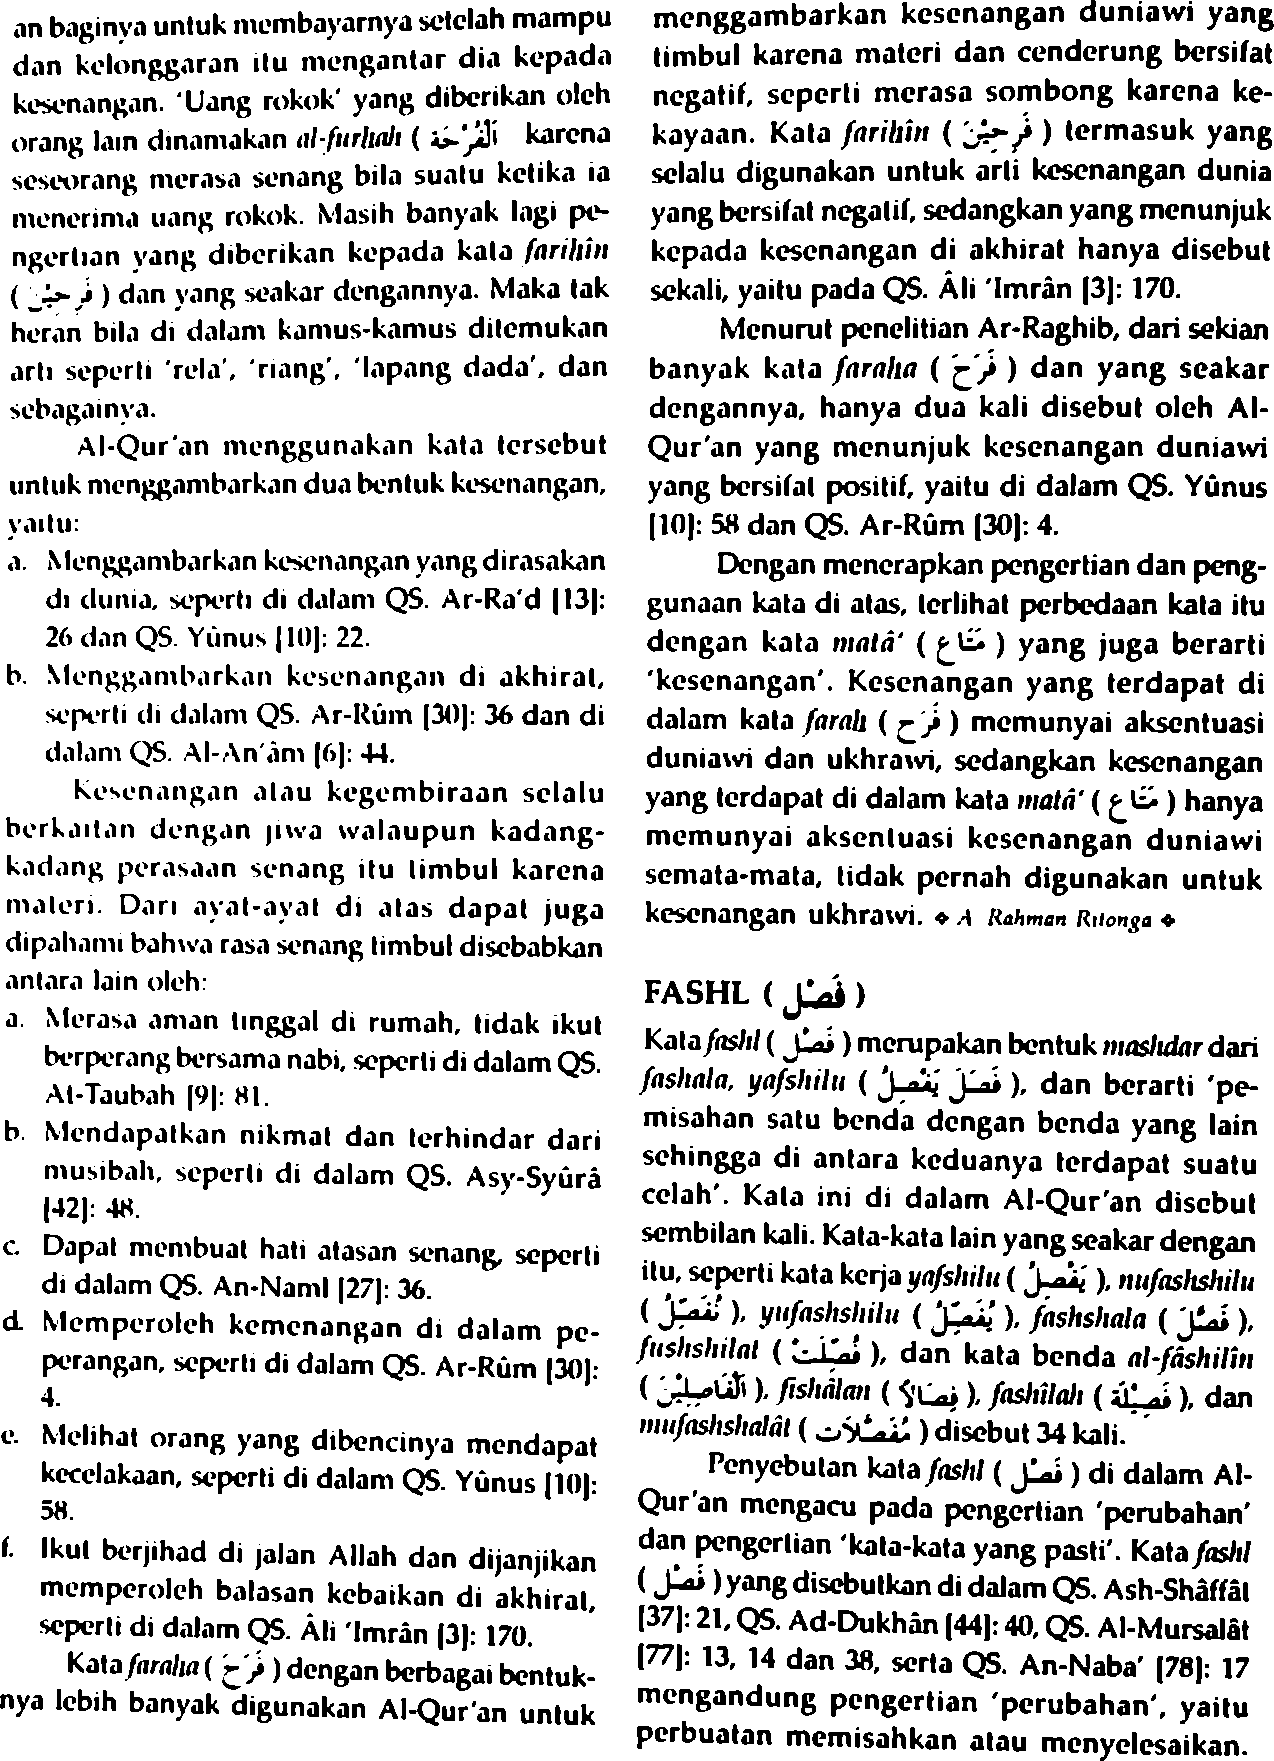 an baginya untuk membayarnya setelah mampu
dan kelonggaran itu mengantar dia kepada
kesenangan. 'Uang rokok' yang diberikan oleh
orang lain dinamakan al-furhah ( اَلْفُرْحَة karena
seseorang merasa senang bila suatu ketika ia
menerima uang rokok. Masih banyak lagi pe-
ngertian yang diberikan kepada kata farihîn
( فَرِحِيْنَ ) dan yang seakar dengannya. Maka tak
heran bila di dalam kamus-kamus ditemukan
arti seperti 'rela', 'riang', 'lapang dada', dan
sebagainya.
Al-Qur'an menggunakan kata tersebut
untuk menggambarkan dua bentuk kesenangan,
yaitu:
a. Menggambarkan kesenangan yang dirasakan
di dunia, seperti di dalam QS. Ar-Ra'd [13]:
26 dan QS. Yûnus [10]: 22.
b. Menggambarkan kesenangan di akhirat,
seperti di dalam QS. Ar-Rûm [30]: 36 dan di
dalam QS. Al-An'âm [6]: 44.
Kesenangan atau kegembiraan selalu
berkaitan dengan jiwa walaupun kadang-
kadang perasaan senang itu timbul karena
materi. Dari ayat-ayat di atas dapat juga
dipahami bahwa rasa senang timbul disebabkan
antara lain oleh:
a. Merasa aman tinggal di rumah, tidak ikut
berperang bersama nabi, seperti di dalam QS.
At-Taubah [9]: 81.
b. Mendapatkan nikmat dan terhindar dari
musibah, seperti di dalam QS. Asy-Syûrâ
[42]: 48.
c. Dapat membuat hati atasan senang, seperti
di dalam QS. An-Naml [27]: 36.
d. Memperoleh kemenangan di dalam pe-
perangan, seperti di dalam QS. Ar-Rûm [30]:
4.
e. Melihat orang yang dibencinya mendapat
kecelakaan, seperti di dalam QS. Yûnus [10]:
58.
f. Ikut berjihad di jalan Allah dan dijanjikan
memperoleh balasan kebaikan di akhirat,
seperti di dalam QS. Âli 'Imrân [3]: 170.
Kata faraha ( فَرَحَ ) dengan berbagai bentuk-
nya lebih banyak digunakan Al-Qur'an untuk
menggambarkan kesenangan duniawi yang
timbul karena materi dan cenderung bersifat
negatif, seperti merasa sombong karena ke-
kayaan. Kata farihîn ( فَرِحِيْنَ ) termasuk yang
selalu digunakan untuk arti kesenangan dunia
yang bersifat negatif, sedangkan yang menunjuk
kepada kesenangan di akhirat hanya disebut
sekali, yaitu pada QS. Âli 'Imrân [3]: 170.
Menurut penelitian Ar-Raghib, dari sekian
banyak kata faraha ( فَرَحَ ) dan yang seakar
dengannya, hanya dua kali disebut oleh Al-
Qur'an yang menunjuk kesenangan duniawi
yang bersifat positif, yaitu di dalam QS. Yûnus
[10]: 58 dan QS. Ar-Rûm [30]: 4.
Dengan menerapkan pengertian dan peng-
gunaan kata di atas, terlihat perbedaan kata itu
dengan kata matâ' ( مَتَاع ) yang juga berarti
'kesenangan'. Kesenangan yang terdapat di
dalam kata farah ( فَرَح ) memunyai aksentuasi
duniawi dan ukhrawi, sedangkan kesenangan
yang terdapat di dalam kata matâ' ( مَتَاع ) hanya
memunyai aksentuasi kesenangan duniawi
semata-mata, tidak pernah digunakan untuk
kesenangan ukhrawi. ❖ A Rahman Ritonga ❖
FASHL ( فَصْل )
Kata fashl ( فَصْل ) merupakan bentuk mashdar dari
fashala, yafshilu ( فَصَلَ يَفْصِلُ ), dan berarti 'pe-
misahan satu benda dengan benda yang lain
sehingga di antara keduanya terdapat suatu
celah'. Kata ini di dalam Al-Qur'an disebut
sembilan kali. Kata-kata lain yang seakar dengan
itu, seperti kata kerja yafshilu ( يَفْصِلُ ), nufashshilu
( نُفَصِّلُ ), yufashshilu ( يُفَصِّلُ ), fashshala ( فَصَّلَ ),
fushshilat ( فُصِّلَتْ ), dan kata benda al-fâshilîn
( الْفَاصِلِيْنَ ), fishâlan ( فِصَالاً ), fashîlah ( فَصِيْلَة ), dan
mufashshalât ( مُفَصَّلَات ) disebut 34 kali.
Penyebutan kata fashl ( فَصْل ) di dalam Al-
Qur'an mengacu pada pengertian 'perubahan'
dan pengertian 'kata-kata yang pasti'. Kata fashl
( فَصْل ) yang disebutkan di dalam QS. Ash-Shâffât
[37]: 21, QS. Ad-Dukhân [44]: 40, QS. Al-Mursalât
[77]: 13, 14 dan 38, serta QS. An-Naba' [78]: 17
mengandung pengertian 'perubahan', yaitu
perbuatan memisahkan atau menyelesaikan.